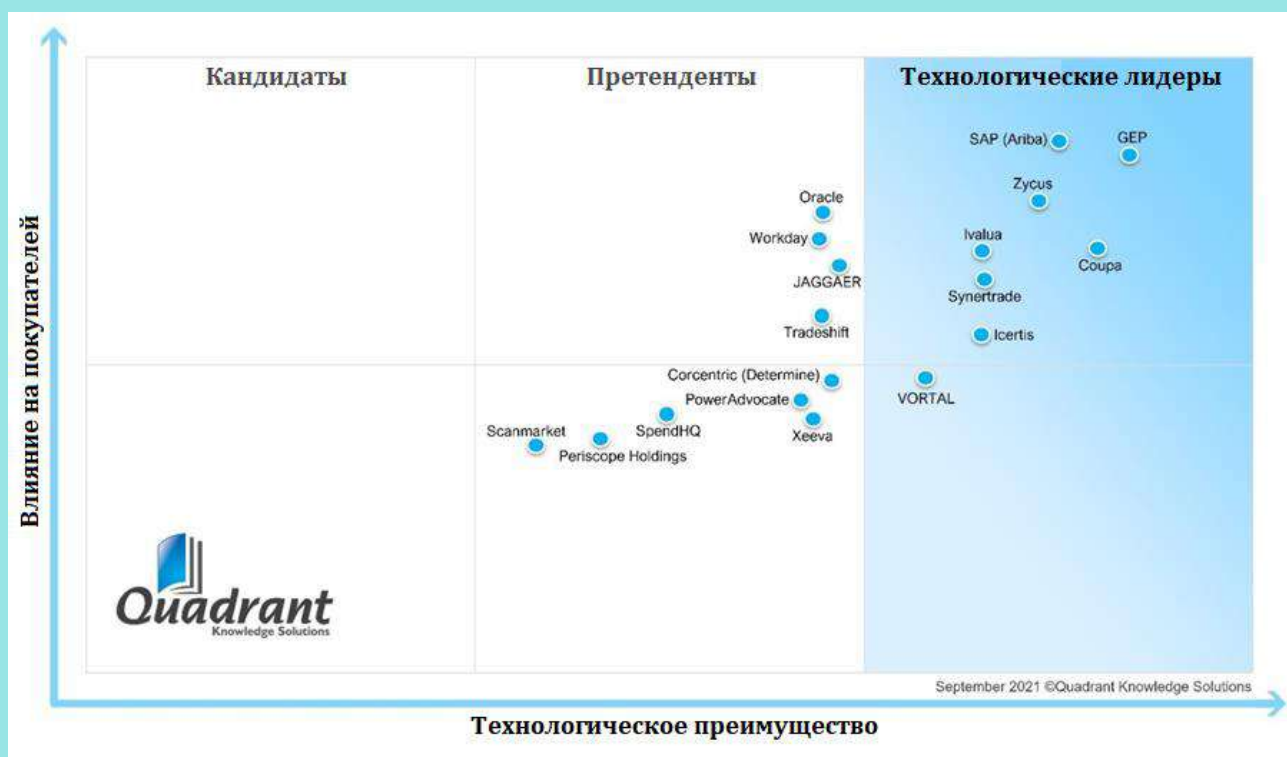 Кандидаты
Претенденты
Технологические лидеры
SAP (Ariba)
GEP
Zycus
Oracle
Workday
Ivalua
JAGGAER
Coupa
Synertrade
Tradeshift
Icertis
Corcentric (Determine)
PowerAdvocate
VORTAL
Scanmarket
SpendHQ
Xeeva
Periscope Holdings
Влияние на покупателей
Quadrant
Knowledge Solutions
September 2021 ©Quadrant Knowledge Solutions
Технологическое преимущество